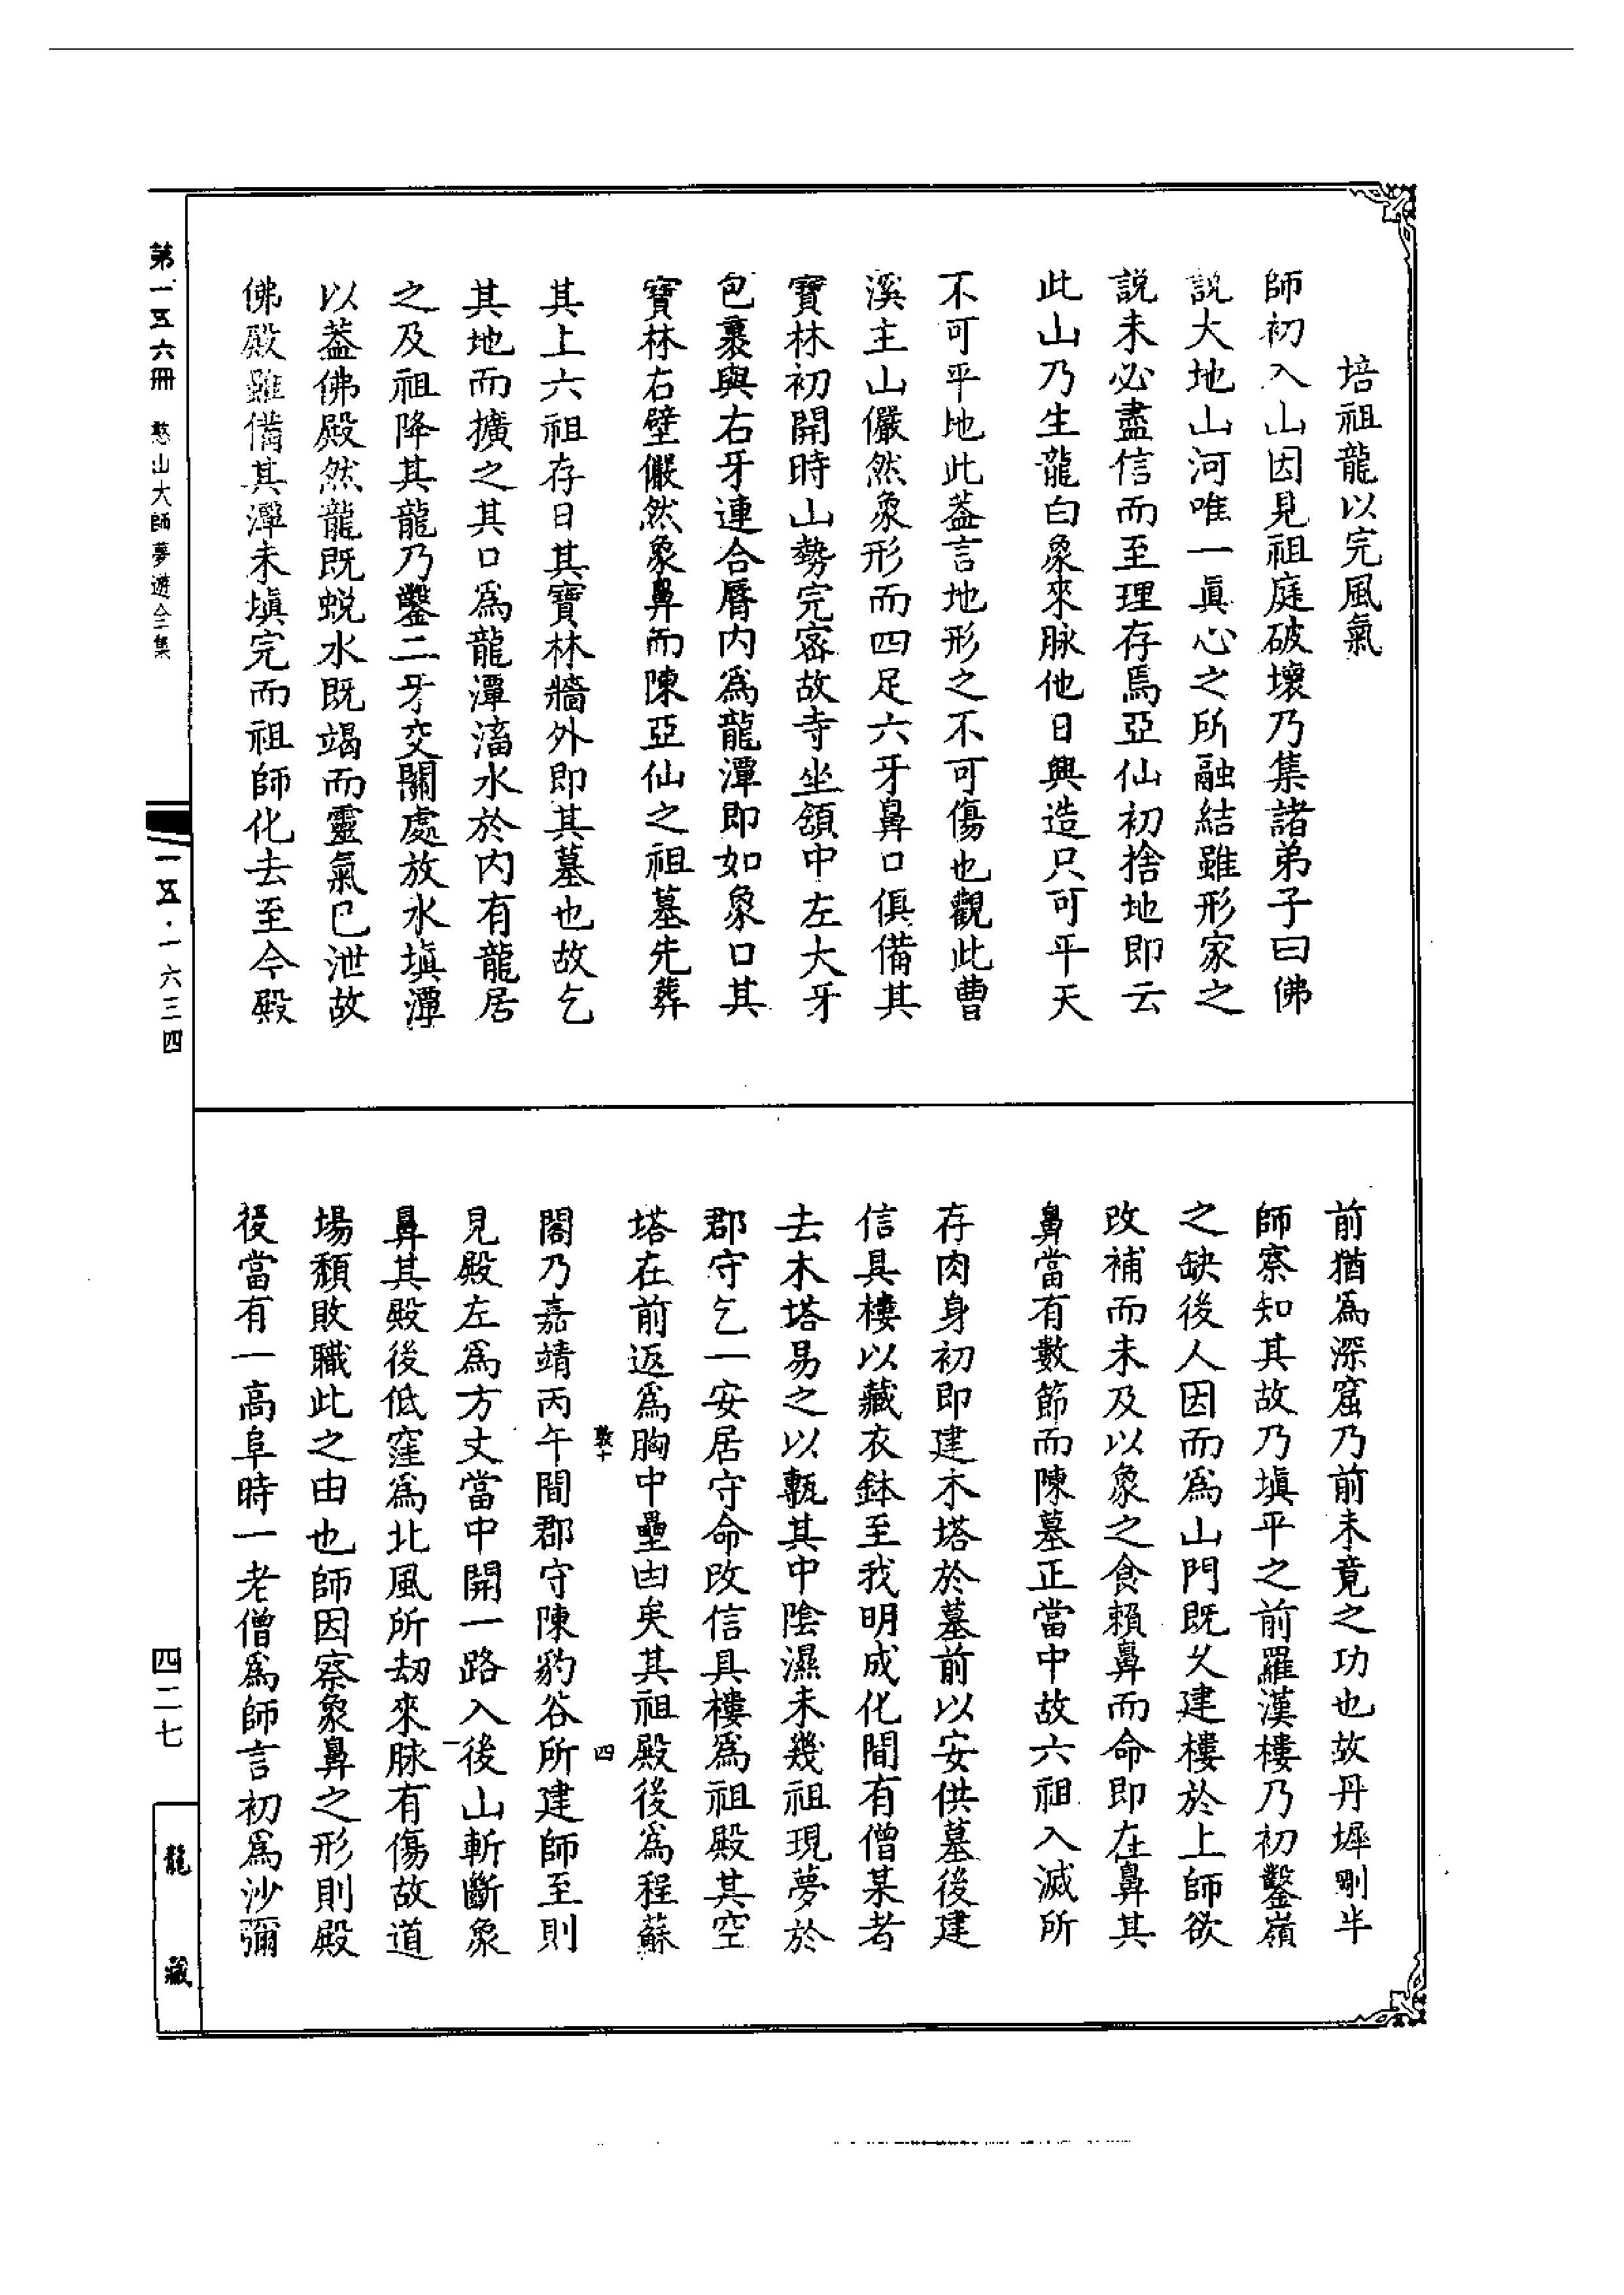 培祖龍以完風氣
師初入山因見祖庭破壞乃集諸弟子曰佛
說大地山河唯一真心之所融結雖形家之
說未必盡信而至理存焉亞仙初捨地即云
此山乃生龍白象來脉他日興造只可平天
不可平地此葢言地形之不可傷也觀此曹
溪主山儼然象形而四足六牙鼻口俱備其
寶林初開時山勢完密故寺坐頷中左大牙
包裹與右牙連合脣内為龍潭即如象口其
寶林右壁儼然象鼻而陳亞仙之祖墓先葬
其上六祖存日其寶林牆外即其墓也故乞
其地而擴之其口為龍潭滀水於内有龍居
之及祖降其龍乃鑿二牙交關處放水填潭
以葢佛殿然龍既蛻水既竭而靈氣已泄故
佛殿雖備其潭未填完而祖師化去至今殿
前猶為深窟乃前未竟之功也故丹墀剛半
師察知其故乃填平之前羅漢樓乃初鑿嶺
之缺後人因而為山門既乆建樓於上師欲
改補而未及以象之食賴鼻而命即在鼻其
鼻當有數節而陳墓正當中故六祖入滅所
存肉身初即建木塔於墓前以安供墓後建
信具樓以藏衣鉢至我明成化間有僧某者
去木塔易之以甎其中陰濕未幾祖現夢於
郡守乞一安居守命改信具樓為祖殿其空
塔在前返為胸中壘凷矣其祖殿後為程蘇
閣乃嘉靖丙午間郡守陳豹谷所建師至則
見殿左為方丈當中開一路入後山斬斷象
鼻其殿後低窪為北風所刼來脉有傷故道
場頹敗職此之由也師因察象鼻之形則殿
後當有一高阜時一老僧為師言初為沙彌
四
第一五六冊 憨山大師夢遊全集
一五·一六三四
四二七
龍藏